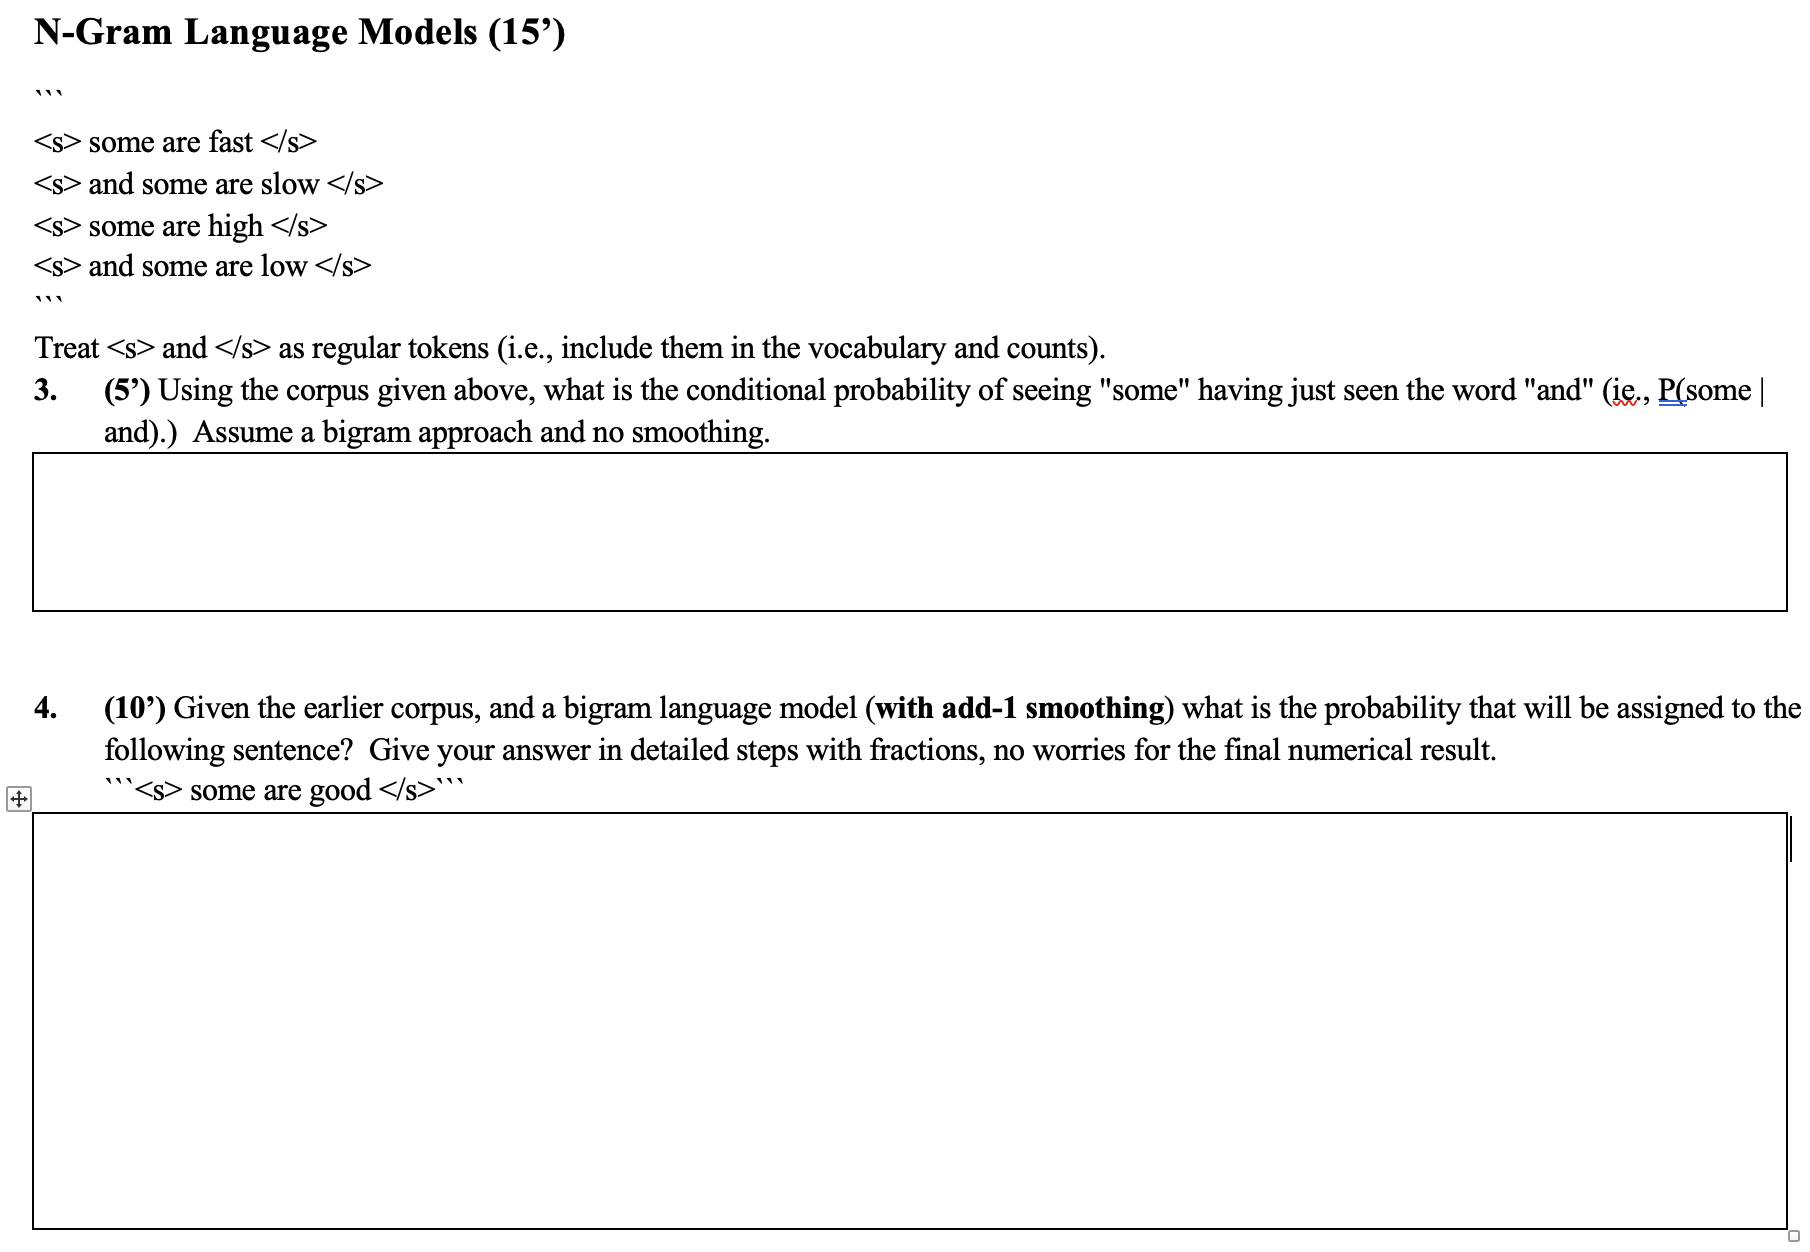 N-Gram Language Models (15’)
```
<s> some are fast </s>
<s> and some are slow </s>
<s> some are high </s>
<s> and some are low </s>
```
Treat <s> and </s> as regular tokens (i.e., include them in the vocabulary and counts).
3. (5’) Using the corpus given above, what is the conditional probability of seeing "some" having just seen the word "and" (ie., P(some |
and).) Assume a bigram approach and no smoothing.
4. (10’) Given the earlier corpus, and a bigram language model (with add-1 smoothing) what is the probability that will be assigned to the
following sentence? Give your answer in detailed steps with fractions, no worries for the final numerical result.
```<s> some are good </s>```